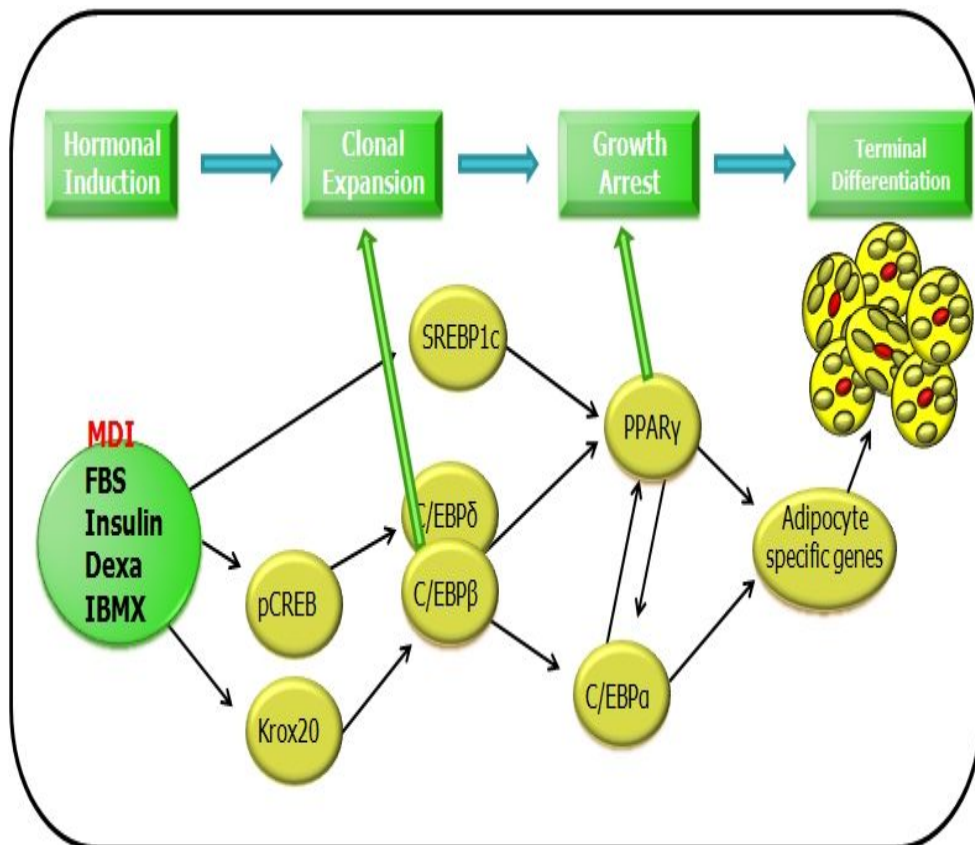 Hormonal
Induction
Clonal
Expansion
Growth
Arrest
Terminal
Differentiation
SREBP1c
PPARγ
MDI
FBS
Insulin
Dexa
IBMX
C/EBPδ
C/EBPβ
pCREB
Adipocyte
specific genes
C/EBPα
Krox20